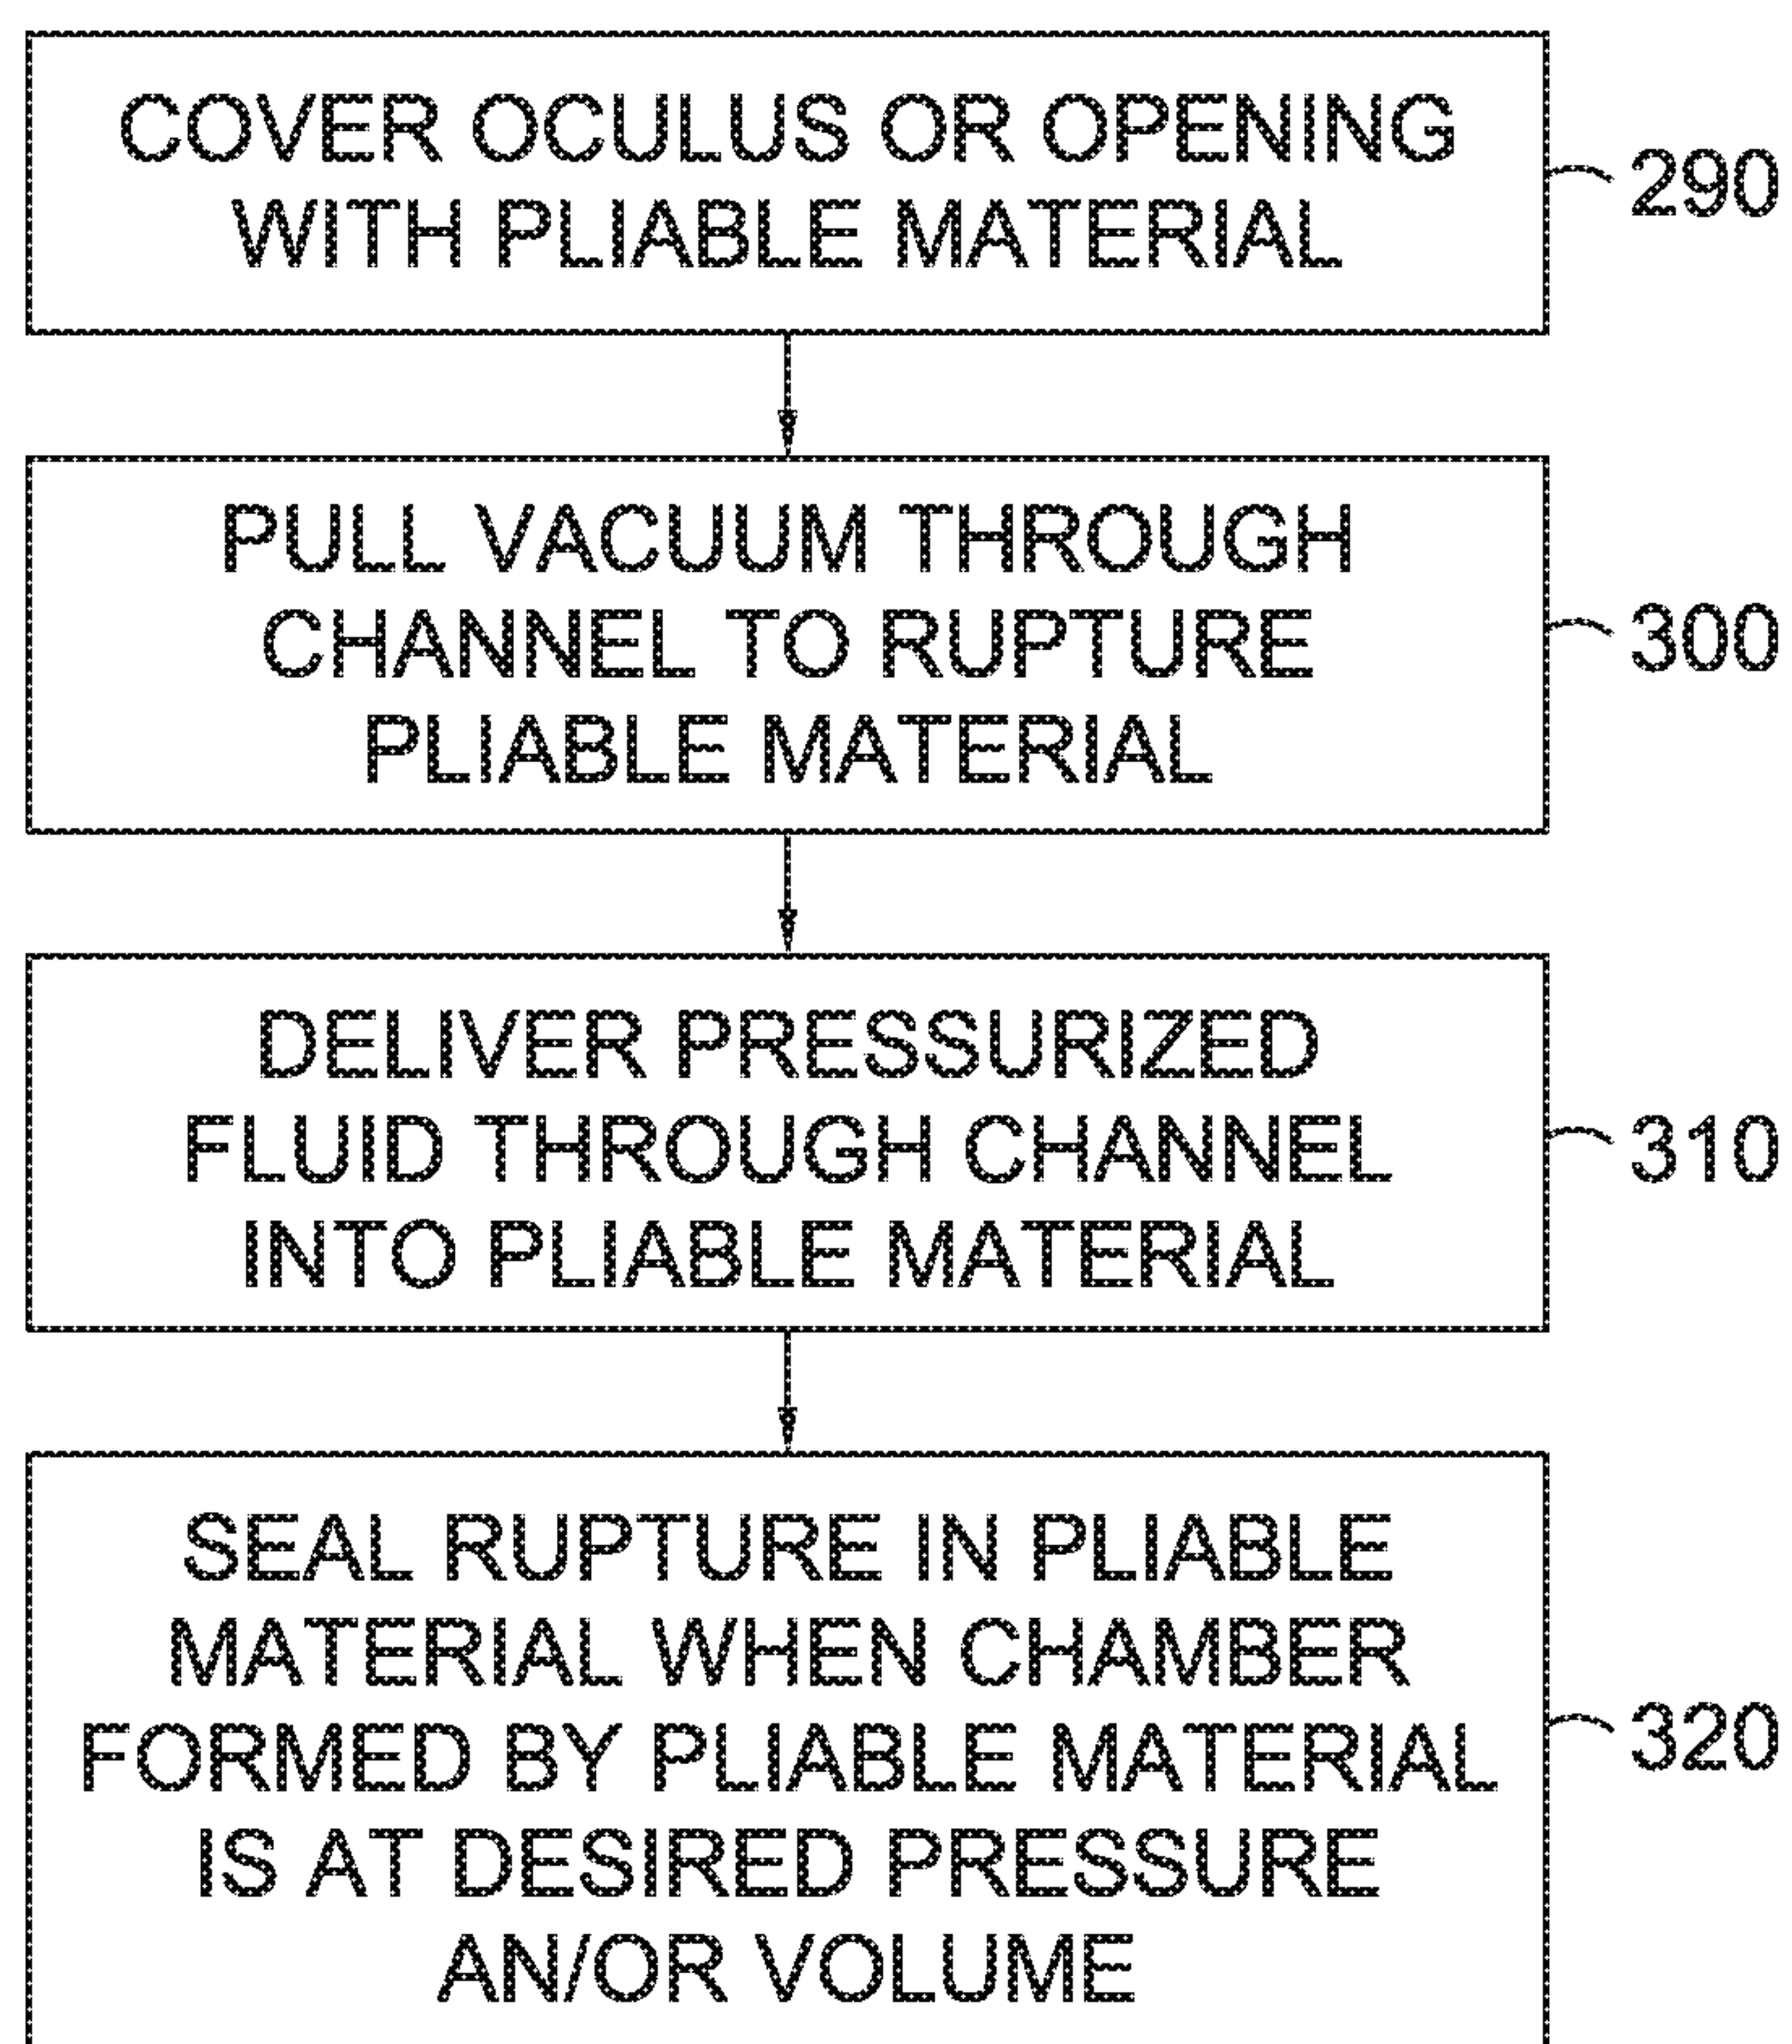 COVER OCULUS OR OPENING
WITH PLIABLE MATERIAL
290
PULL VACUUM THROUGH
CHANNEL TO RUPTURE
PLIABLE MATERIAL
300
DELIVER PRESSURIZED
FLUID THROUGH CHANNEL
INTO PLIABLE MATERIAL
310
SEAL RUPTURE IN PLIABLE
MATERIAL WHEN CHAMBER
FORMED BY PLIABLE MATERIAL
IS AT DESIRED PRESSURE
AN/OR VOLUME
320